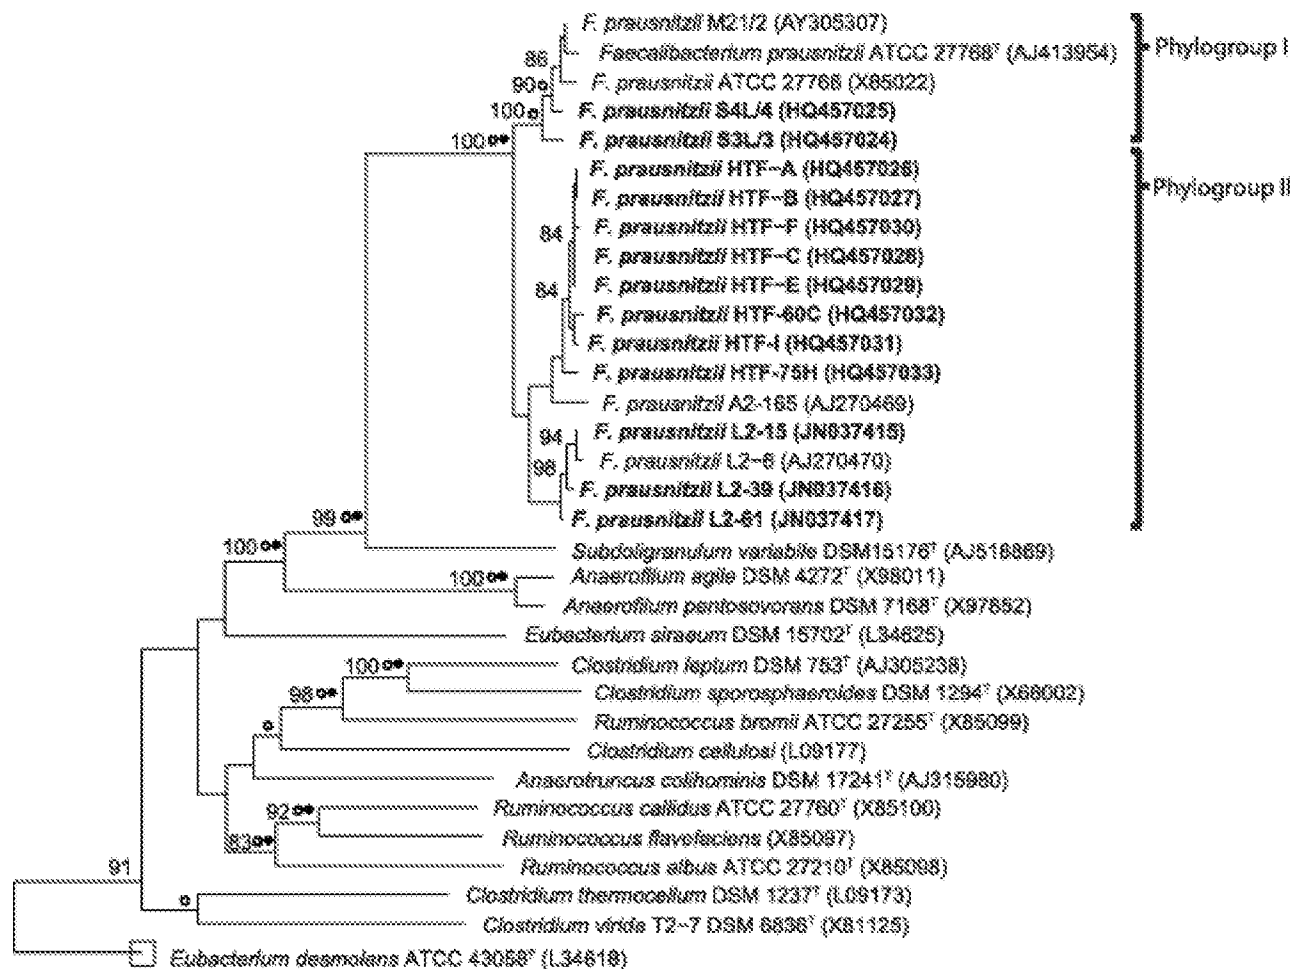 F. prausnitzii M21/2 (AY305307)
Phylogroup I
Faecalibacterium prausnitzii ATCC 27768ᵀ (AJ413954)
86
F. prausnitzii ATCC 27766 (X85022)
90
F. prausnitzii S4L/4 (HQ457025)
100
F. prausnitzii S3L/3 (HQ457024)
100
F. prausnitzii HTF-A (HQ457026)
Phylogroup II
F. prausnitzii HTF-B (HQ457027)
F. prausnitzii HTF-F (HQ457030)
84
F. prausnitzii HTF-C (HQ457028)
F. prausnitzii HTF-E (HQ457029)
84
F. prausnitzii HTF-60C (HQ457032)
F. prausnitzii HTF-I (HQ457031)
F. prausnitzii HTF-75H (HQ457033)
F. prausnitzii A2-165 (AJ270469)
F. prausnitzii L2-15 (JN037415)
94
F. prausnitzii L2-6 (AJ270470)
98
F. prausnitzii L2-39 (JN037416)
F. prausnitzii L2-61 (JN037417)
99
Subdoligranulum variabile DSM15176ᵀ (AJ518869)
100
Anaerofilum agile DSM 4272ᵀ (X98011)
100
Anaerofilum pentosovorans DSM 7168ᵀ (X97852)
Eubacterium siraeum DSM 15702ᵀ (L34625)
Clostridium leptum DSM 753ᵀ (AJ305238)
100
Clostridium sporosphaeroides DSM 1294ᵀ (X66002)
98
Ruminococcus bromii ATCC 27255ᵀ (X85099)
Clostridium cellulosi (L09177)
Anaerotruncus colihominis DSM 17241ᵀ (AJ315980)
Ruminococcus callidus ATCC 27760ᵀ (X85100)
92
Ruminococcus flavefaciens (X85097)
83
Ruminococcus albus ATCC 27210ᵀ (X85098)
91
Clostridium thermocellum DSM 1237ᵀ (L09173)
Clostridium viride T2-7 DSM 6836ᵀ (X81125)
Eubacterium desmolans ATCC 43058ᵀ (L34618)